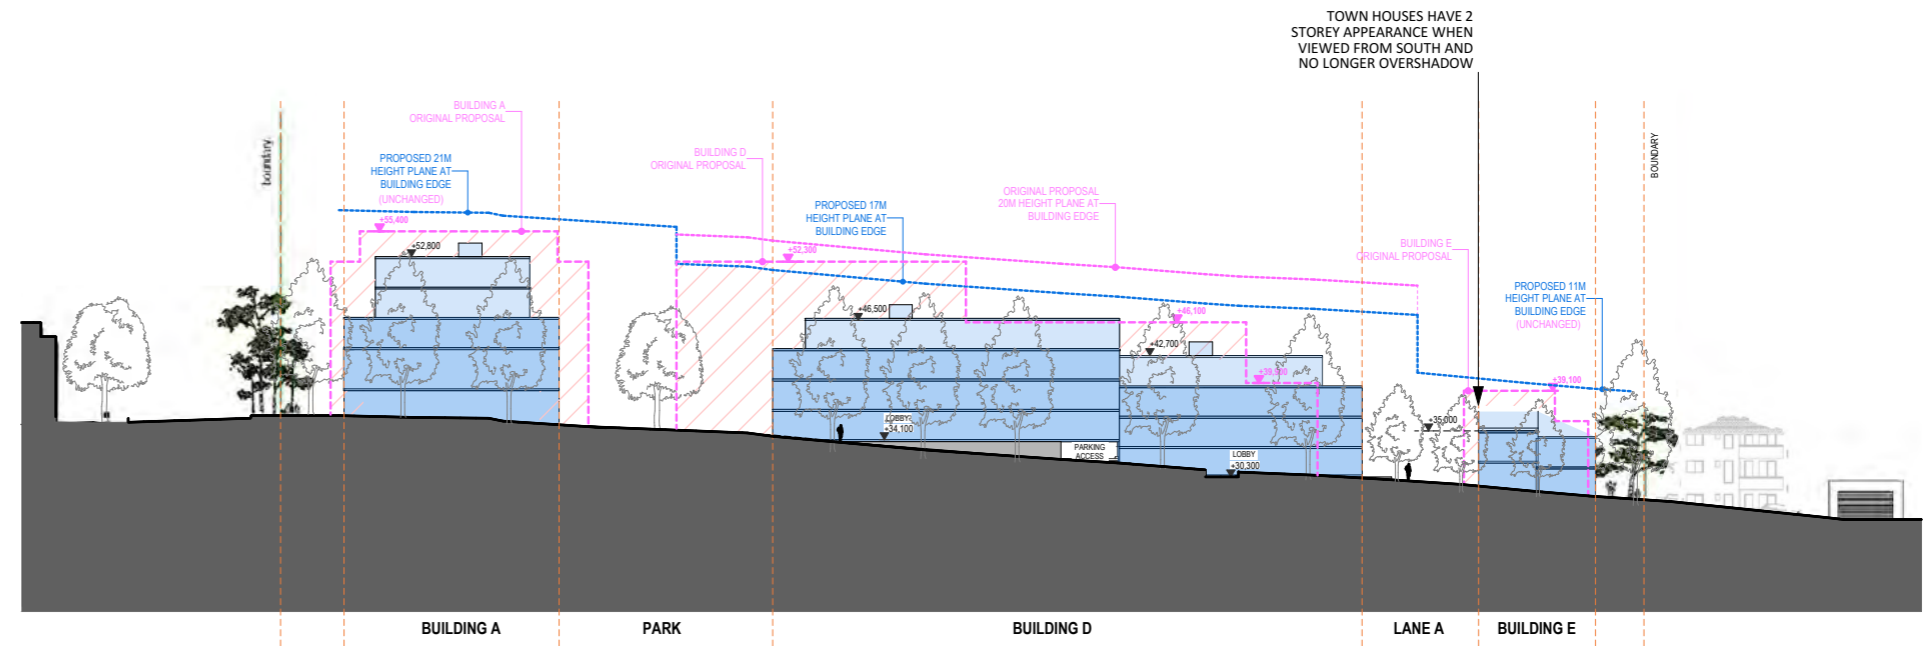 TOWN HOUSES HAVE 2
STOREY APPEARANCE WHEN
VIEWED FROM SOUTH AND
NO LONGER OVERSHADOW
BUILDING A
ORIGINAL PROPOSAL
boundary
PROPOSED 21M
HEIGHT PLANE AT
BUILDING EDGE
(UNCHANGED)
BUILDING D
ORIGINAL PROPOSAL
BOUNDARY
ORIGINAL PROPOSAL
20M HEIGHT PLANE AT
BUILDING EDGE
PROPOSED 17M
HEIGHT PLANE AT
BUILDING EDGE
BUILDING E
ORIGINAL PROPOSAL
PROPOSED 11M
HEIGHT PLANE AT
BUILDING EDGE
(UNCHANGED)
+55,400
+52,800
+52,300
+46,500
+46,100
+42,700
+39,100
+35,000
LOBBY
+34,100
PARKING
ACCESS
LOBBY
+30,300
BUILDING A
PARK
BUILDING D
LANE A
BUILDING E